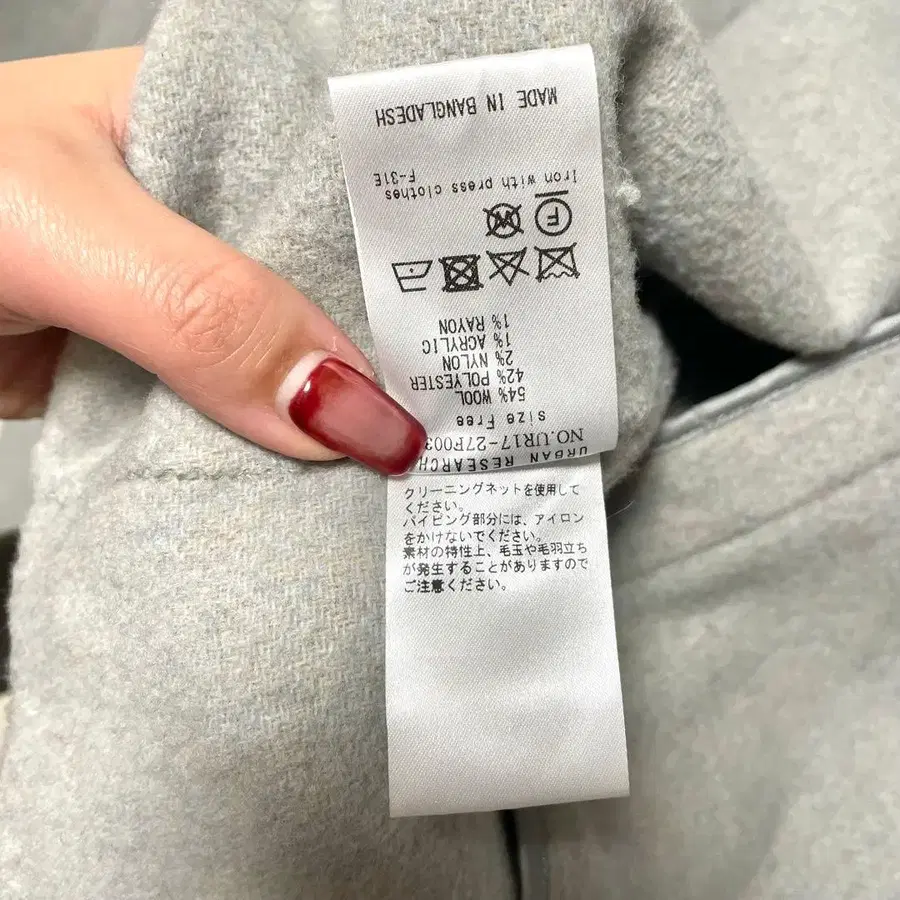 URBAN RESEARCH
NO.UR17-27F003
size Free
54% WOOL
42% POLYESTER
2% NYLON
1% ACRYLIC
1% RAYON
W
F
Iron with press clothes
F-31E
MADE IN BANGLADESH
クリーニングネットを使用して
ください。
パイピング部分には、アイロン
をかけないでください。
素材の特性上、毛玉や毛羽立ち
が発生することがありますので
ご注意ください。